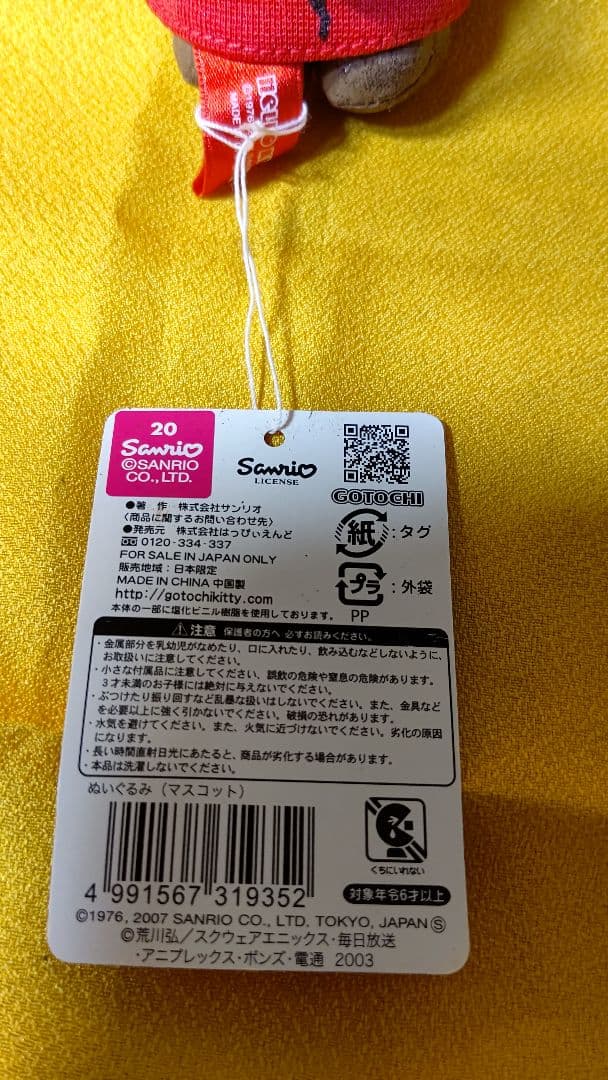 ©1976
MADE
20
Sanrio
©SANRIO
CO., LTD.
Sanrio
LICENSE
GOTOCHI
●著　作　株式会社サンリオ
〈商品に関するお問い合わせ先〉
●発売元　株式会社はっぴぃえんど
0120-334-337
FOR SALE IN JAPAN ONLY
販売地域：日本限定
MADE IN CHINA 中国製
http://gotochikitty.com/
本体の一部に塩化ビニル樹脂を使用しております。
紙：タグ
プラ：外袋
PP
⚠注意 保護者の方へ 必ずお読みください。
・金属部分を乳幼児がなめたり、口に入れたり、飲み込むなどしないように、
お取扱いに注意してください。
・小さな付属品に注意してください、誤飲の危険や窒息の危険があります。
3才未満のお子様には絶対に与えないでください。
・ぶつけたり振り回すなど乱暴な扱いはしないでください。また、金具など
を必要以上に強く引かないでください。破損の恐れがあります。
・水気を避けてください。また、火気に近づけないでください。劣化の原因
になります。
・長い時間直射日光にあたると、商品が劣化する場合があります。
・本品は洗濯しないでください。
ぬいぐるみ（マスコット）
くちにいれない
4 991567 319352
対象年令6才以上
©1976, 2007 SANRIO CO., LTD. TOKYO, JAPAN Ⓢ
©荒川弘／スクウェアエニックス・毎日放送
・アニプレックス・ボンズ・電通 2003